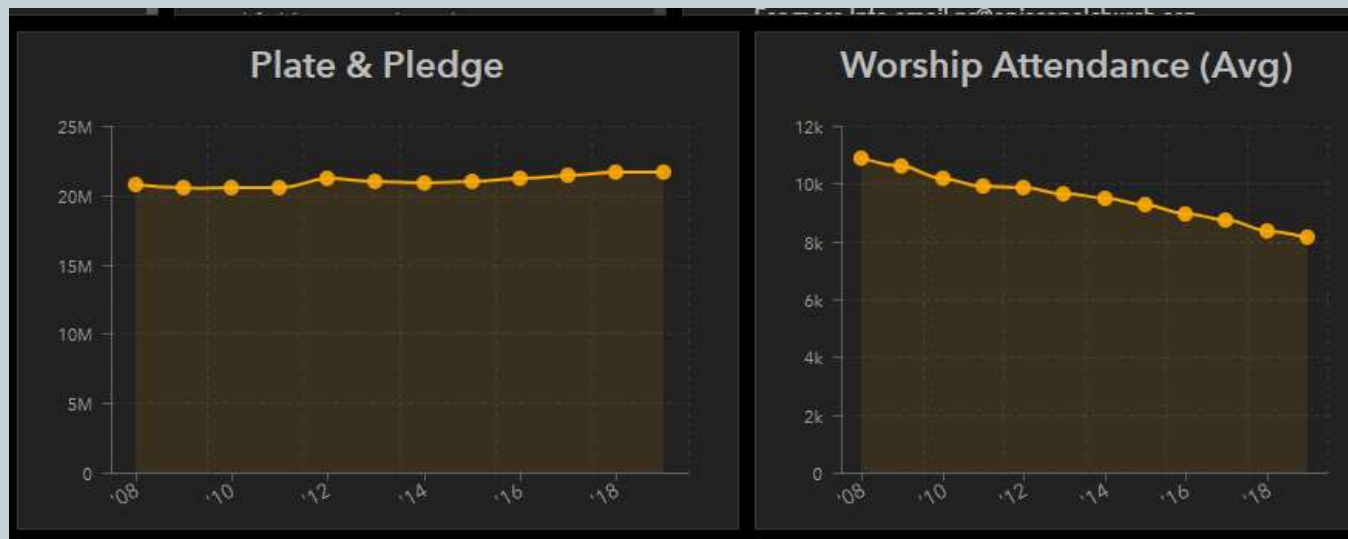 Plate & Pledge
25M
20M
15M
10M
5M
0
'08
'10
'12
'14
'16
'18
Worship Attendance (Avg)
12k
10k
8k
6k
4k
2k
0
'08
'10
'12
'14
'16
'18